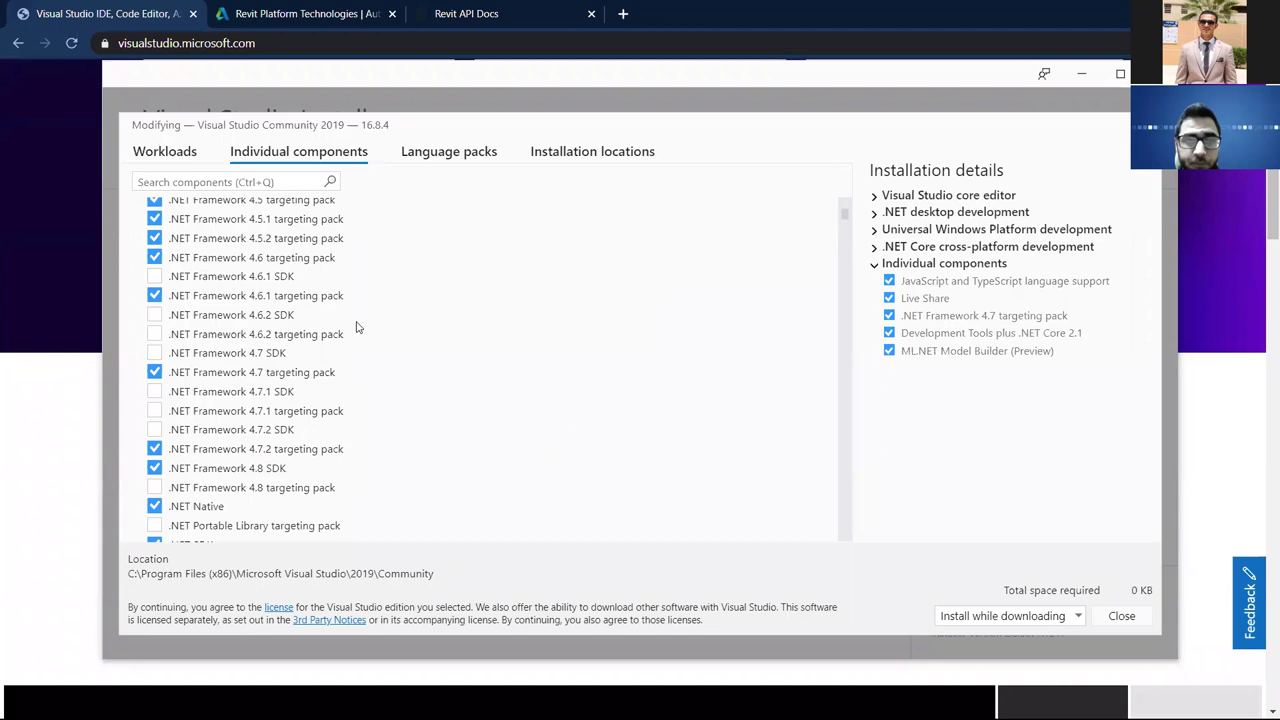 Visual Studio IDE, Code Editor, A
Revit Platform Technologies | Aut
Revit API Docs
visualstudio.microsoft.com
Modifying — Visual Studio Community 2019 — 16.8.4
Workloads
Individual components
Language packs
Installation locations
Search components (Ctrl+Q)
.NET Framework 4.5 targeting pack
.NET Framework 4.5.1 targeting pack
.NET Framework 4.5.2 targeting pack
.NET Framework 4.6 targeting pack
.NET Framework 4.6.1 SDK
.NET Framework 4.6.1 targeting pack
.NET Framework 4.6.2 SDK
.NET Framework 4.6.2 targeting pack
.NET Framework 4.7 SDK
.NET Framework 4.7 targeting pack
.NET Framework 4.7.1 SDK
.NET Framework 4.7.1 targeting pack
.NET Framework 4.7.2 SDK
.NET Framework 4.7.2 targeting pack
.NET Framework 4.8 SDK
.NET Framework 4.8 targeting pack
.NET Native
.NET Portable Library targeting pack
Installation details
Visual Studio core editor
.NET desktop development
Universal Windows Platform development
.NET Core cross-platform development
Individual components
JavaScript and TypeScript language support
Live Share
.NET Framework 4.7 targeting pack
Development Tools plus .NET Core 2.1
ML.NET Model Builder (Preview)
Location
C:\Program Files (x86)\Microsoft Visual Studio\2019\Community
By continuing, you agree to the license for the Visual Studio edition you selected. We also offer the ability to download other software with Visual Studio. This software
is licensed separately, as set out in the 3rd Party Notices or in its accompanying license. By continuing, you also agree to those licenses.
Total space required 0 KB
Install while downloading
Close
Feedback